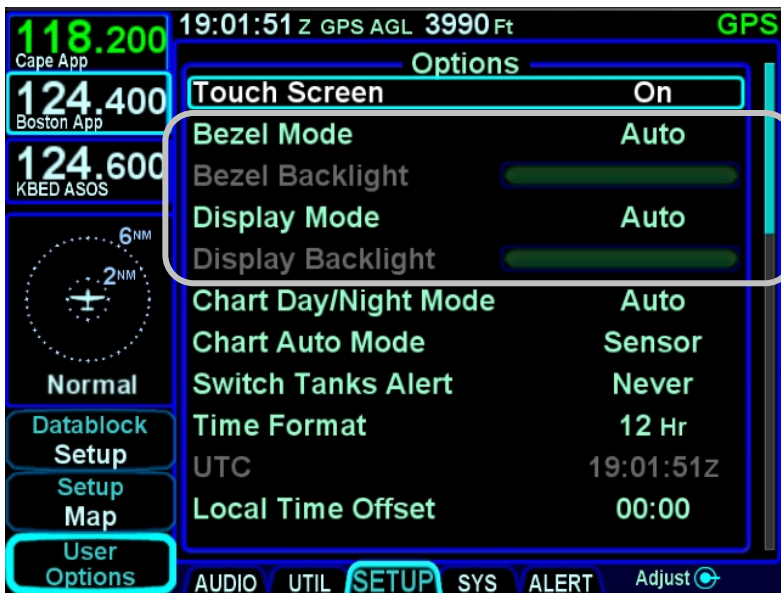 118.200
Cape App
124.400
Boston App
124.600
KBED ASOS
6NM
2NM
Normal
Datablock
Setup
Setup
Map
User
Options
19:01:51 Z GPS AGL 3990 Ft
GPS
Options
Touch Screen On
Bezel Mode Auto
Bezel Backlight
Display Mode Auto
Display Backlight
Chart Day/Night Mode Auto
Chart Auto Mode Sensor
Switch Tanks Alert Never
Time Format 12 Hr
UTC 19:01:51Z
Local Time Offset 00:00
AUDIO UTIL SETUP SYS ALERT Adjust